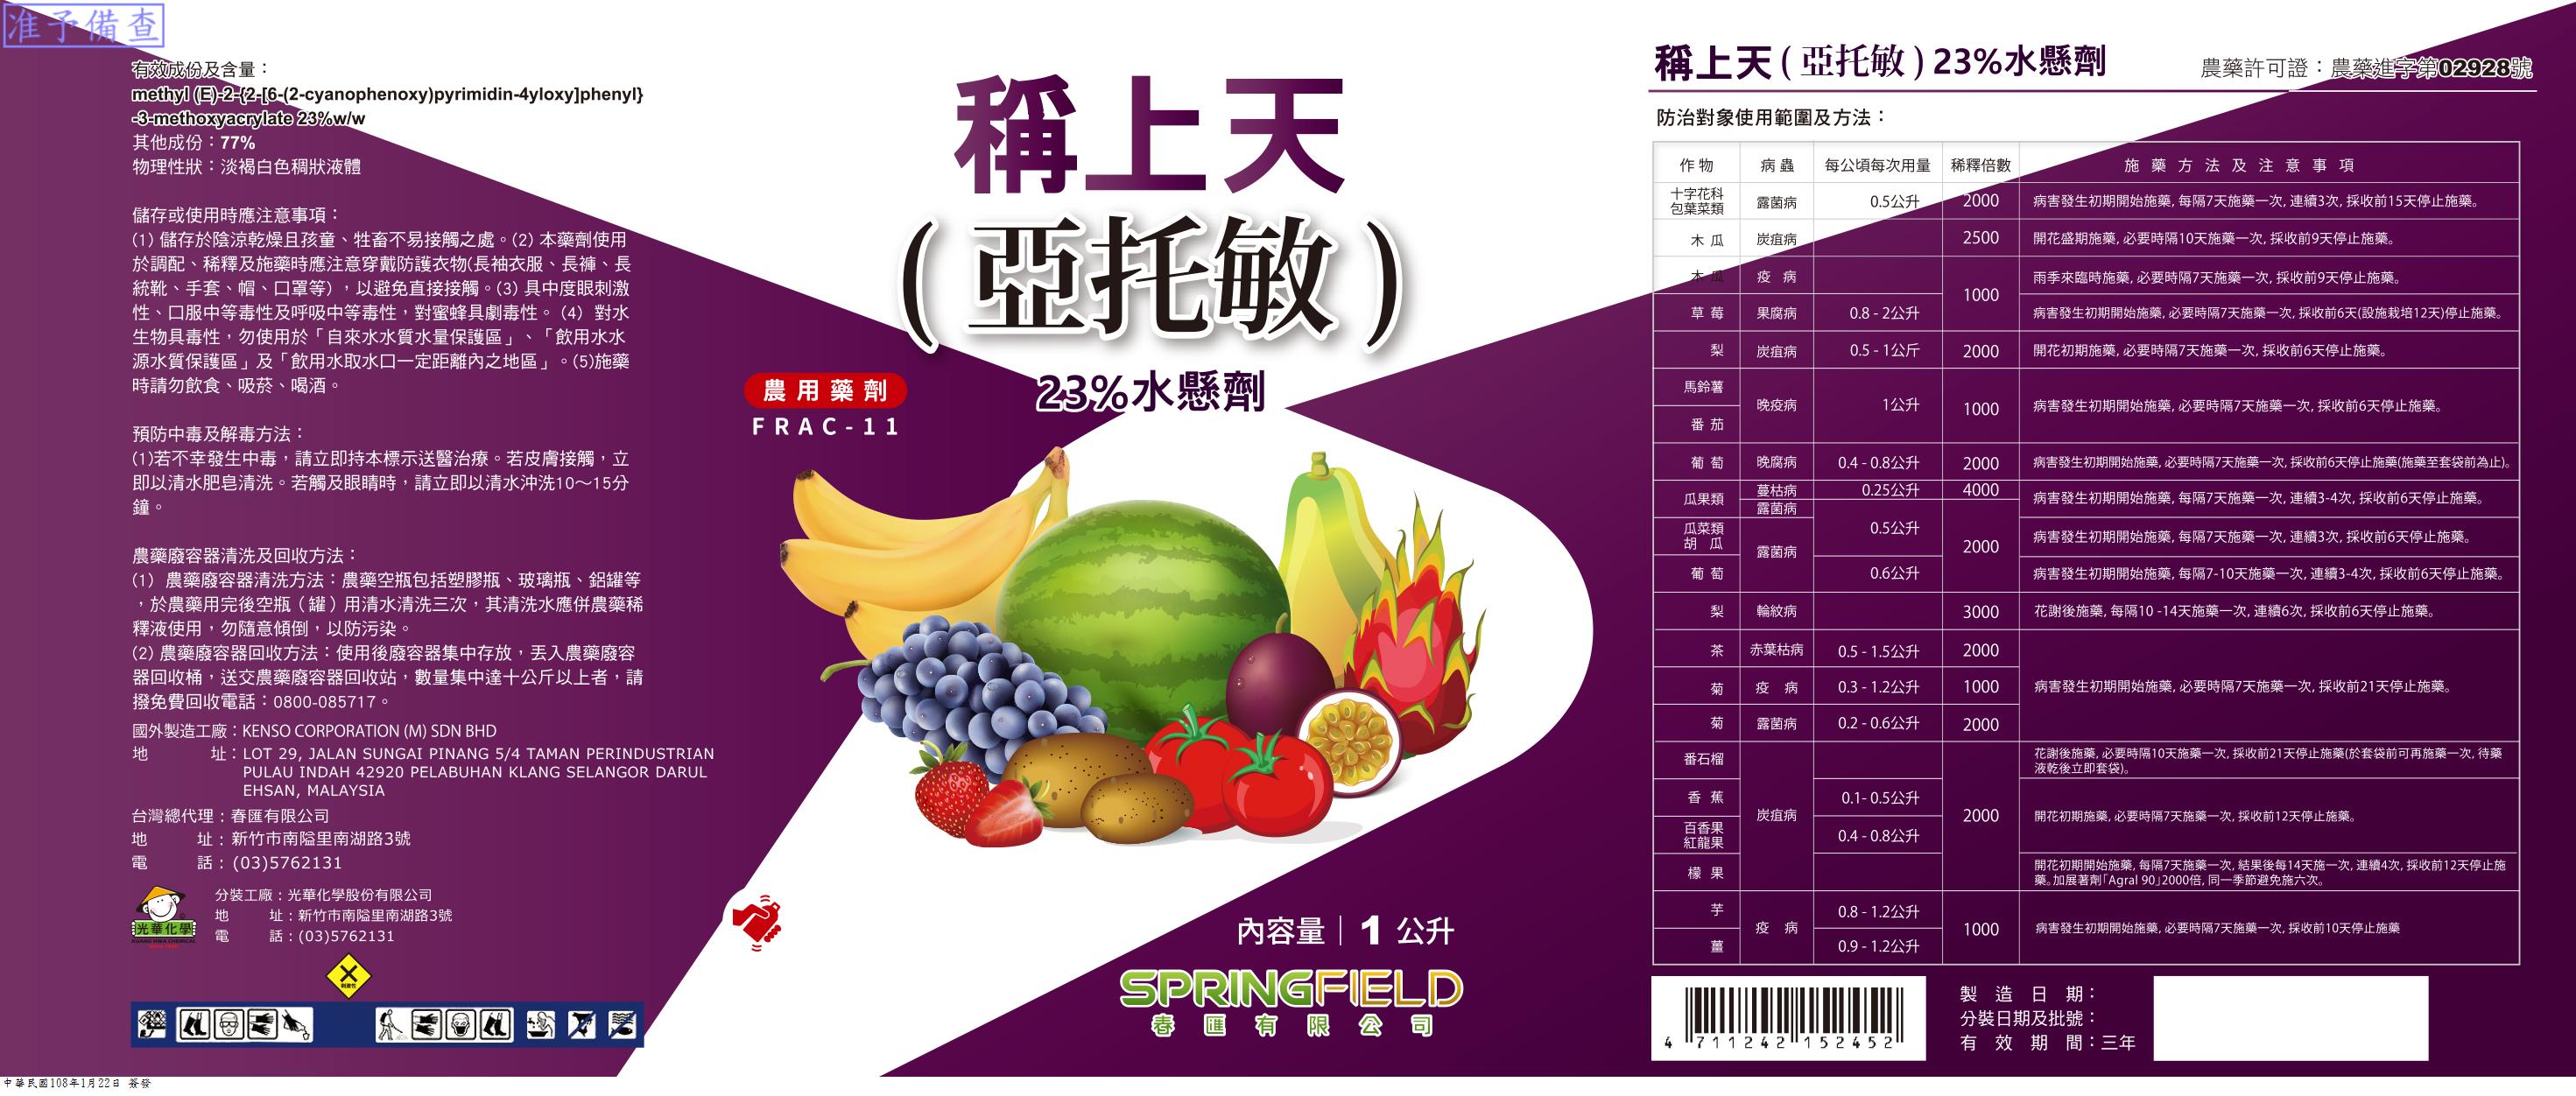 准予備查
有效成份及含量：
methyl (E)-2-{2-[6-(2-cyanophenoxy)pyrimidin-4yloxy]phenyl}
-3-methoxyacrylate 23%w/w
其他成份：77%
物理性狀：淡褐白色稠狀液體
儲存或使用時應注意事項：
(1) 儲存於陰涼乾燥且孩童、牲畜不易接觸之處。(2) 本藥劑使用
於調配、稀釋及施藥時應注意穿戴防護衣物(長袖衣服、長褲、長
統靴、手套、帽、口罩等)，以避免直接接觸。(3) 具中度眼刺激
性、口服中等毒性及呼吸中等毒性，對蜜蜂具劇毒性。(4) 對水
生物具毒性，勿使用於「自來水水質水量保護區」、「飲用水水
源水質保護區」及「飲用水取水口一定距離內之地區」。(5)施藥
時請勿飲食、吸菸、喝酒。
預防中毒及解毒方法：
(1)若不幸發生中毒，請立即持本標示送醫治療。若皮膚接觸，立
即以清水肥皂清洗。若觸及眼睛時，請立即以清水沖洗10～15分
鐘。
農藥廢容器清洗及回收方法：
(1) 農藥廢容器清洗方法：農藥空瓶包括塑膠瓶、玻璃瓶、鋁罐等
，於農藥用完後空瓶（罐）用清水清洗三次，其清洗水應併農藥稀
釋液使用，勿隨意傾倒，以防污染。
(2) 農藥廢容器回收方法：使用後廢容器集中存放，丟入農藥廢容
器回收桶，送交農藥廢容器回收站，數量集中達十公斤以上者，請
撥免費回收電話：0800-085717。
國外製造工廠：KENSO CORPORATION (M) SDN BHD
地 址：LOT 29, JALAN SUNGAI PINANG 5/4 TAMAN PERINDUSTRIAN
PULAU INDAH 42920 PELABUHAN KLANG SELANGOR DARUL
EHSAN, MALAYSIA
台灣總代理：春匯有限公司
地 址：新竹市南隘里南湖路3號
電 話：(03)5762131
光華化學
KUANG HWA CHEMICAL
分裝工廠：光華化學股份有限公司
地 址：新竹市南隘里南湖路3號
電 話：(03)5762131
刺激性
中華民國108年1月22日 簽發
稱上天
(亞托敏)
23%水懸劑
農用藥劑
FRAC-11
內容量｜1 公升
SPRINGFIELD
春匯有限公司
稱上天(亞托敏)23%水懸劑
農藥許可證：農藥進字第02928號
防治對象使用範圍及方法：
作物 病蟲 每公頃每次用量 稀釋倍數 施藥方法及注意事項
十字花科
包葉菜類 露菌病 0.5公升 2000 病害發生初期開始施藥, 每隔7天施藥一次, 連續3次, 採收前15天停止施藥。
木瓜 炭疽病 2500 開花盛期施藥, 必要時隔10天施藥一次, 採收前9天停止施藥。
木瓜 疫病 1000 雨季來臨時施藥, 必要時隔7天施藥一次, 採收前9天停止施藥。
草莓 果腐病 0.8 - 2公升 病害發生初期開始施藥, 必要時隔7天施藥一次, 採收前6天(設施栽培12天)停止施藥。
梨 炭疽病 0.5 - 1公斤 2000 開花初期施藥, 必要時隔7天施藥一次, 採收前6天停止施藥。
馬鈴薯
晚疫病 1公升 1000 病害發生初期開始施藥, 必要時隔7天施藥一次, 採收前6天停止施藥。
番茄
葡萄 晚腐病 0.4 - 0.8公升 2000 病害發生初期開始施藥, 必要時隔7天施藥一次, 採收前6天停止施藥(施藥至套袋前為止)。
瓜果類 蔓枯病 0.25公升 4000 病害發生初期開始施藥, 每隔7天施藥一次, 連續3-4次, 採收前6天停止施藥。
露菌病
瓜菜類
胡瓜 露菌病 0.5公升 2000 病害發生初期開始施藥, 每隔7天施藥一次, 連續3次, 採收前6天停止施藥。
葡萄 0.6公升 病害發生初期開始施藥, 每隔7-10天施藥一次, 連續3-4次, 採收前6天停止施藥。
梨 輪紋病 3000 花謝後施藥, 每隔10 -14天施藥一次, 連續6次, 採收前6天停止施藥。
茶 赤葉枯病 0.5 - 1.5公升 2000
菊 疫病 0.3 - 1.2公升 1000 病害發生初期開始施藥, 必要時隔7天施藥一次, 採收前21天停止施藥。
菊 露菌病 0.2 - 0.6公升 2000
番石榴 花謝後施藥, 必要時隔10天施藥一次, 採收前21天停止施藥(於套袋前可再施藥一次, 待藥
液乾後立即套袋)。
香蕉 0.1- 0.5公升
炭疽病 2000 開花初期施藥, 必要時隔7天施藥一次, 採收前12天停止施藥。
百香果
紅龍果 0.4 - 0.8公升
檬果 開花初期開始施藥, 每隔7天施藥一次, 結果後每14天施一次, 連續4次, 採收前12天停止施
藥。加展著劑「Agral 90」2000倍, 同一季節避免施六次。
芋 0.8 - 1.2公升
疫病 1000 病害發生初期開始施藥, 必要時隔7天施藥一次, 採收前10天停止施藥
薑 0.9 - 1.2公升
4 711242 152452
製造日期：
分裝日期及批號：
有效期間：三年